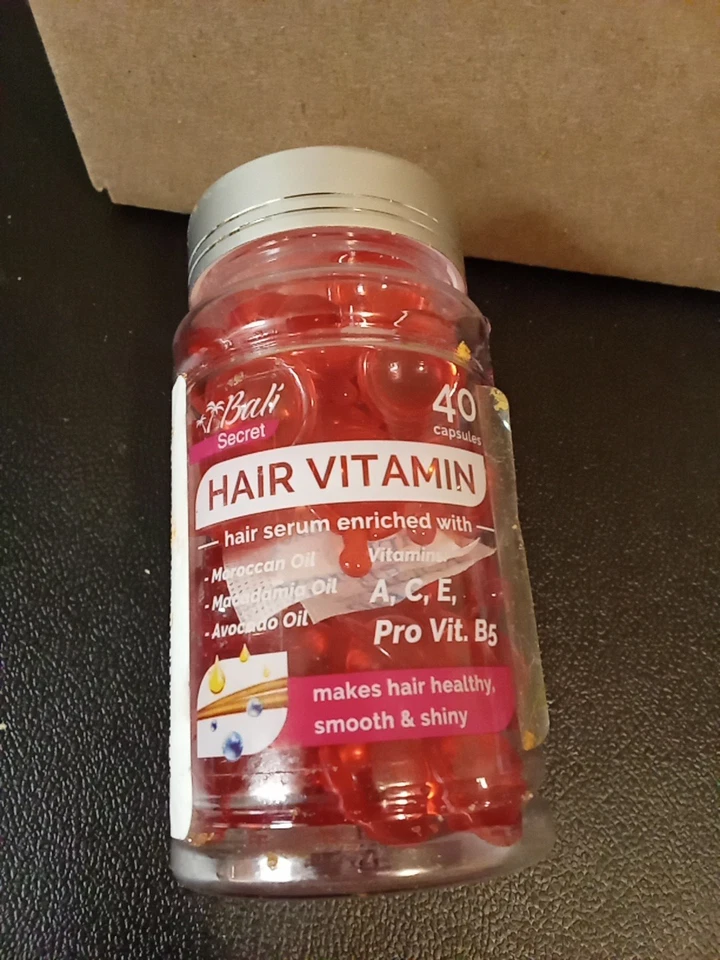 Bali
Secret
40
capsules
HAIR VITAMIN
hair serum enriched with
- Moroccan Oil
- Macadamia Oil
- Avocado Oil
Vitamins
A, C, E,
Pro Vit. B5
makes hair healthy,
smooth & shiny